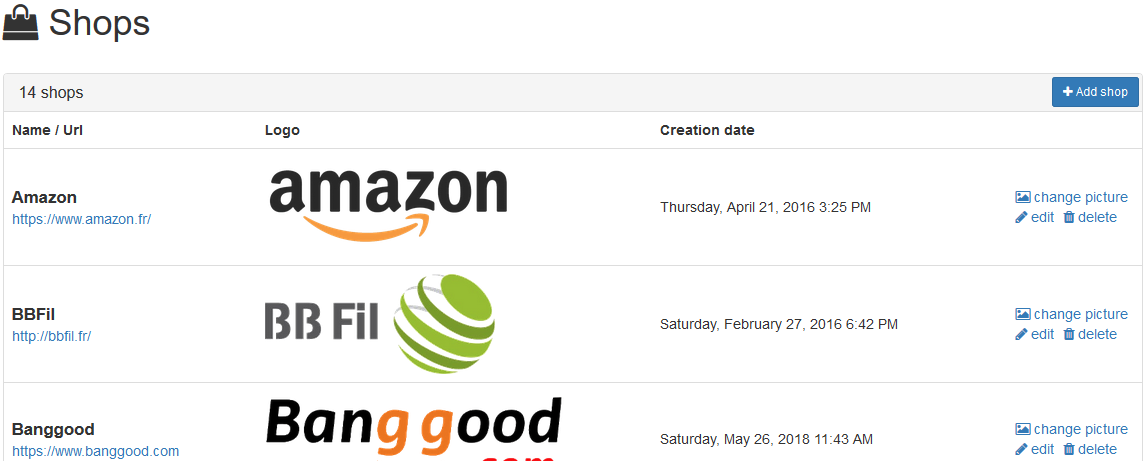 Shops
14 shops
Add shop
Name / Url Logo Creation date
Amazon
https://www.amazon.fr/
amazon
Thursday, April 21, 2016 3:25 PM
change picture
edit delete
BBFil
http://bbfil.fr/
BB Fil
Saturday, February 27, 2016 6:42 PM
change picture
edit delete
Banggood
https://www.banggood.com
Banggood
.com
Saturday, May 26, 2018 11:43 AM
change picture
edit delete